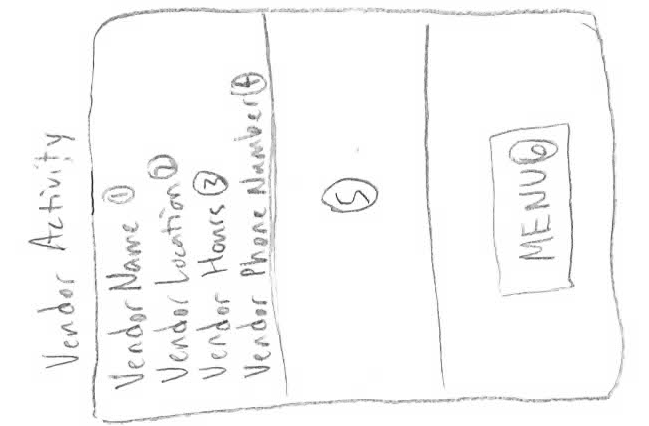 Vendor Activity
Vendor Name ①
Vendor Location ②
Vendor Hours ③
Vendor Phone Number ④
⑤
MENU ⑥